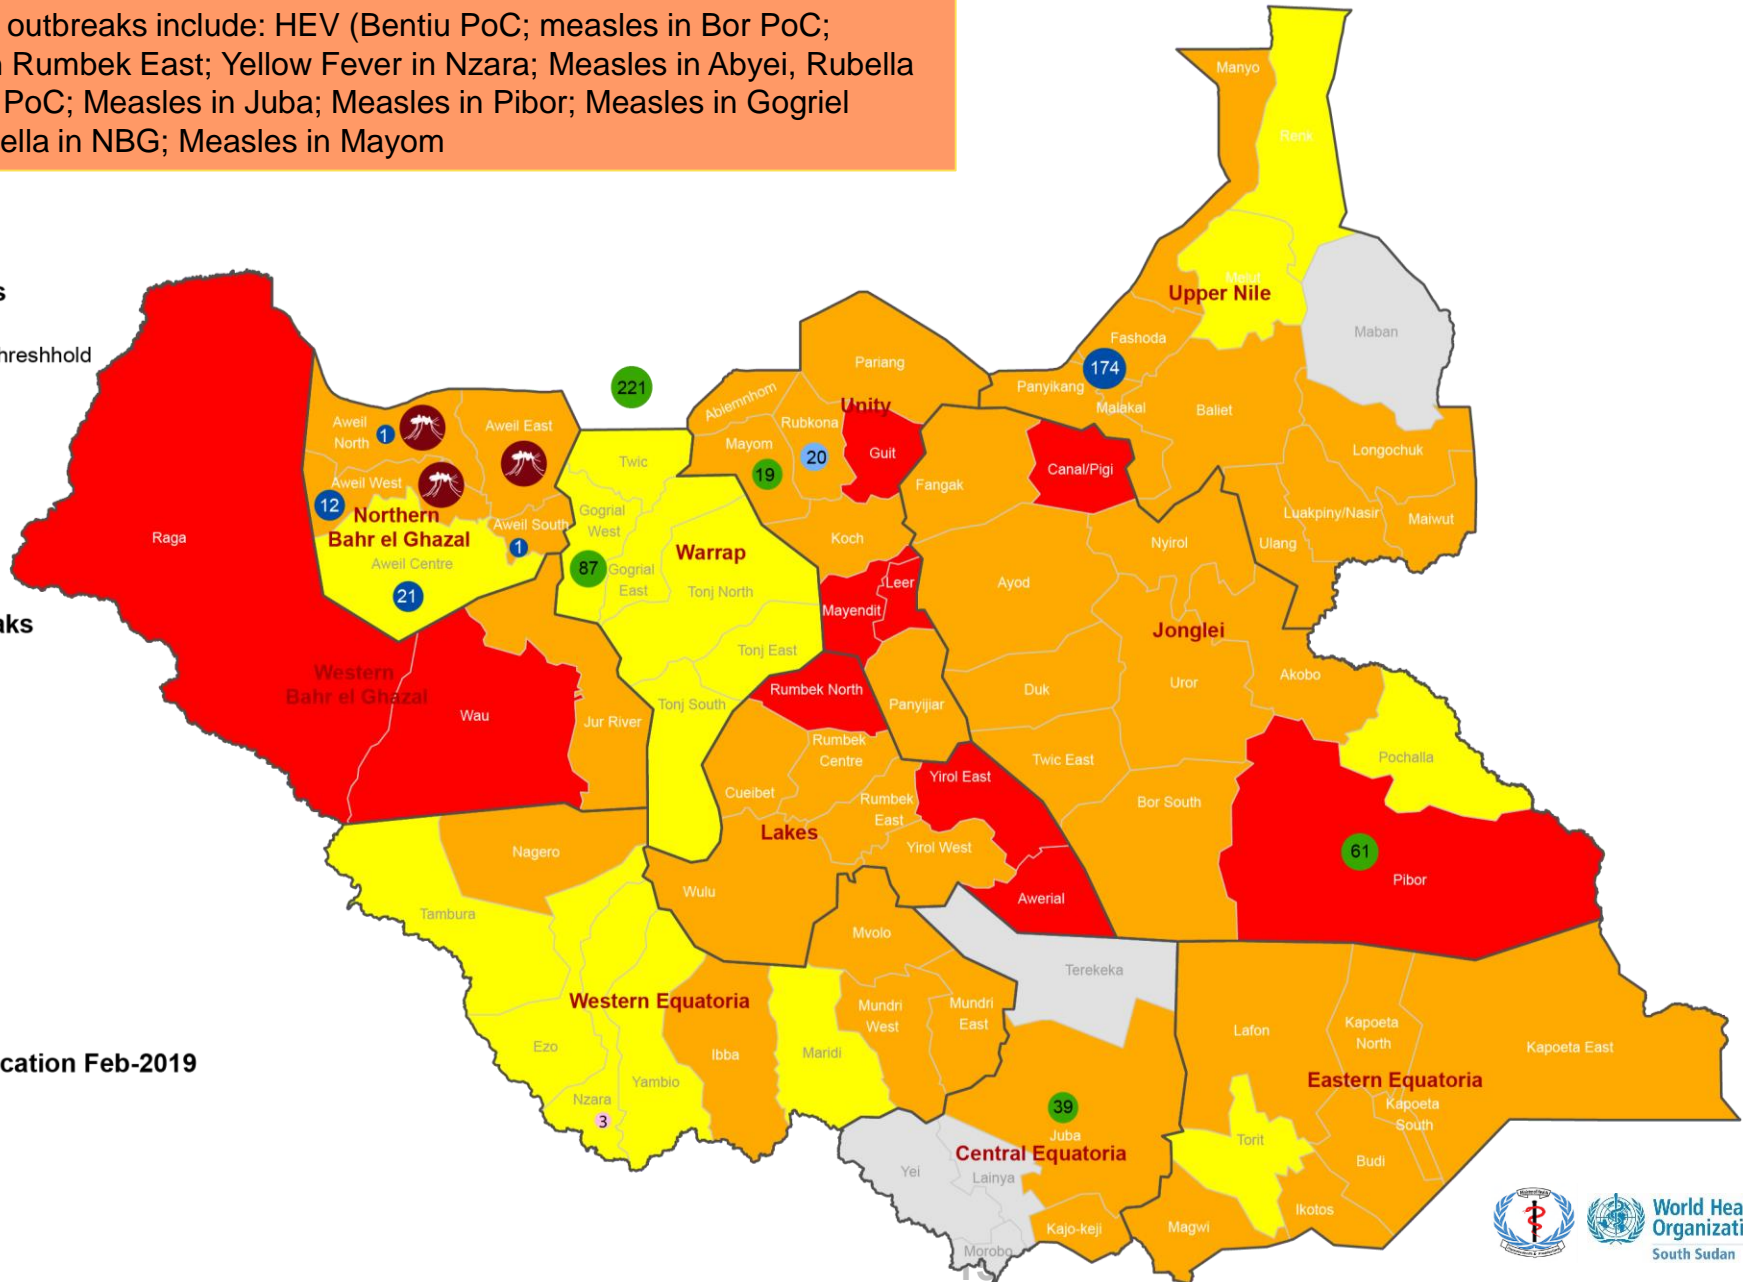 outbreaks include: HEV (Bentiu PoC; measles in Bor PoC;
Rumbek East; Yellow Fever in Nzara; Measles in Abyei, Rubella
PoC; Measles in Juba; Measles in Pibor; Measles in Gogriel
ella in NBG; Measles in Mayom
s
hreshhold
aks
cation Feb-2019
Manyo
Renk
Melut
Upper Nile
Maban
Fashoda
174
Panyikang
Malakal
Baliet
Longochuk
Luakpiny/Nasir
Maiwut
Ulang
221
Pariang
Abiemnhom
Unity
Rubkona
Mayom
20
19
Guit
Koch
Leer
Mayendit
Panyijiar
Aweil
North
1
Aweil East
Aweil West
12
Northern
Bahr el Ghazal
Aweil South
1
Aweil Centre
21
Raga
Western
Bahr el Ghazal
Wau
Jur River
Twic
Gogrial
West
Warrap
87
Gogrial
East
Tonj North
Tonj East
Tonj South
Fangak
Canal/Pigi
Nyirol
Ayod
Jonglei
Akobo
Uror
Duk
Pochalla
Twic East
Bor South
61
Pibor
Rumbek North
Rumbek
Centre
Cueibet
Rumbek
East
Yirol East
Lakes
Yirol West
Wulu
Awerial
Nagero
Tambura
Western Equatoria
Ezo
Yambio
Nzara
3
Ibba
Maridi
Mvolo
Mundri
West
Mundri
East
Terekeka
39
Juba
Central Equatoria
Yei
Lainya
Morobo
Kajo-keji
Lafon
Kapoeta
North
Kapoeta East
Eastern Equatoria
Kapoeta
South
Torit
Budi
Ikotos
Magwi
World Hea
Organizati
South Sudan